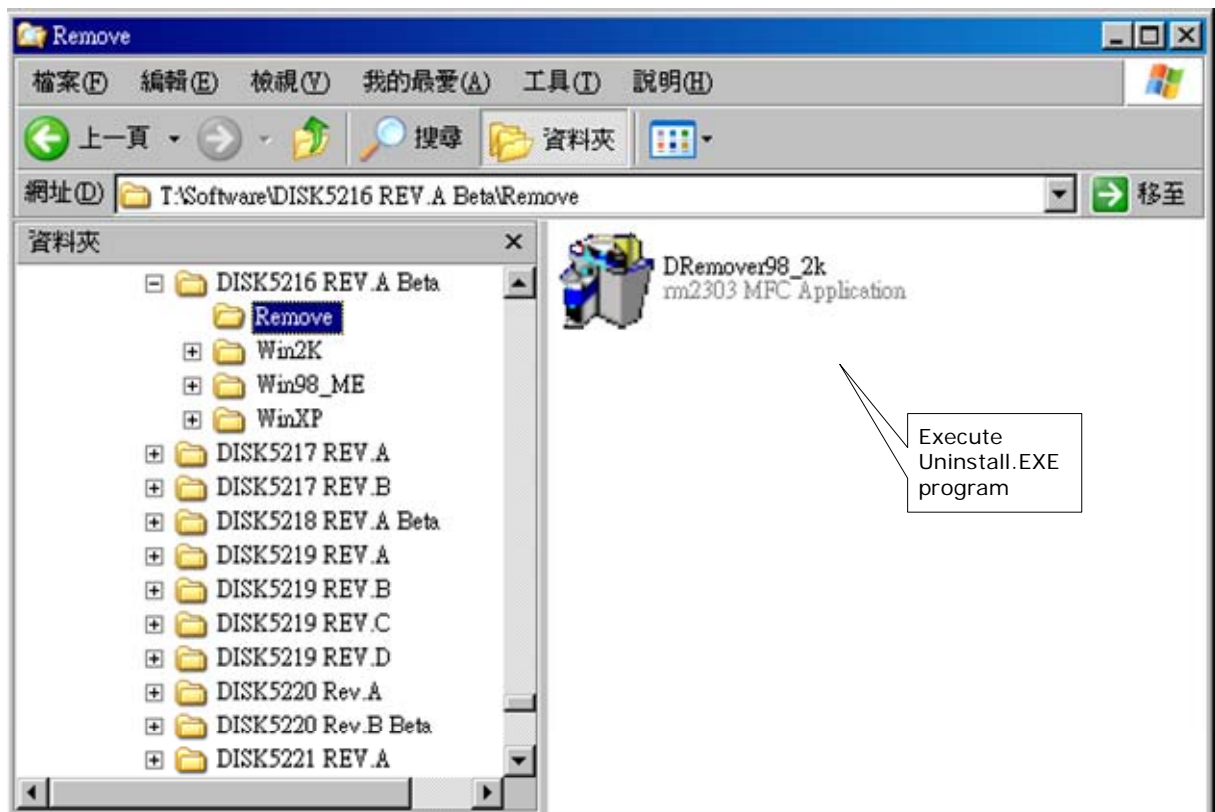 Remove
檔案(F) 編輯(E) 檢視(V) 我的最愛(A) 工具(T) 說明(H)
上一頁 搜尋 資料夾
網址(D) T:\Software\DISK5216 REV.A Beta\Remove 移至
資料夾
DISK5216 REV.A Beta
Remove
Win2K
Win98_ME
WinXP
DISK5217 REV.A
DISK5217 REV.B
DISK5218 REV.A Beta
DISK5219 REV.A
DISK5219 REV.B
DISK5219 REV.C
DISK5219 REV.D
DISK5220 Rev.A
DISK5220 Rev.B Beta
DISK5221 REV.A
DRemover98_2k
rm2303 MFC Application
Execute
Uninstall.EXE
program